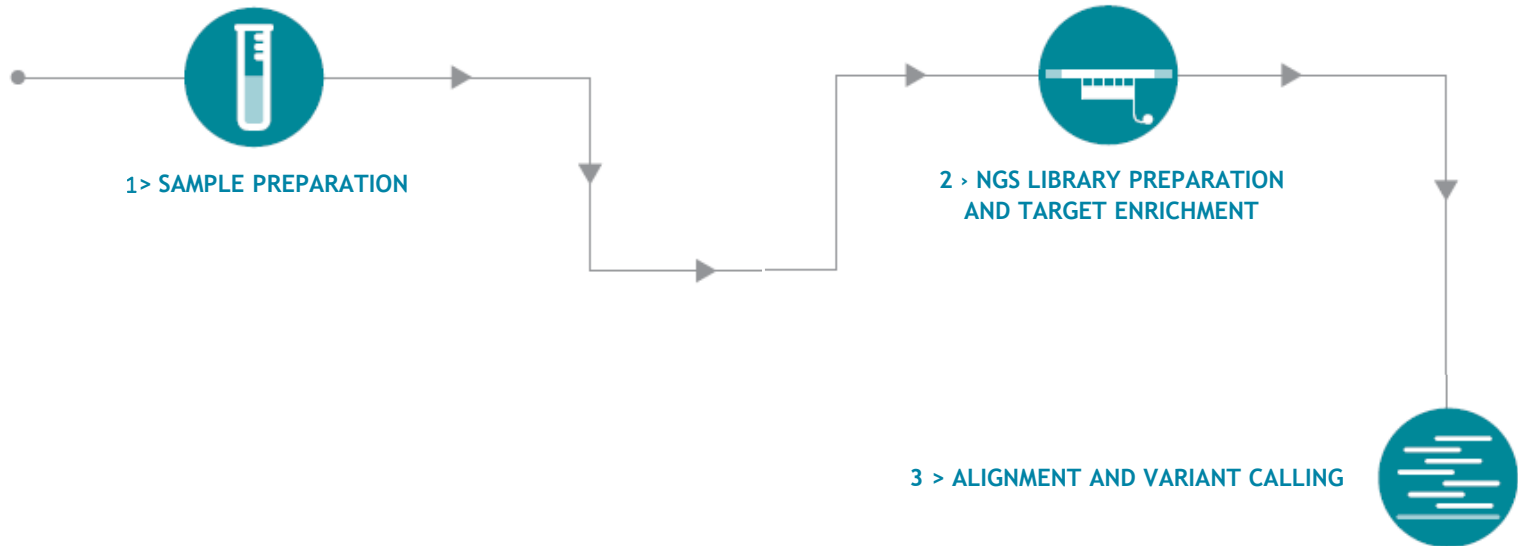 1> SAMPLE PREPARATION
2 › NGS LIBRARY PREPARATION
AND TARGET ENRICHMENT
3 > ALIGNMENT AND VARIANT CALLING